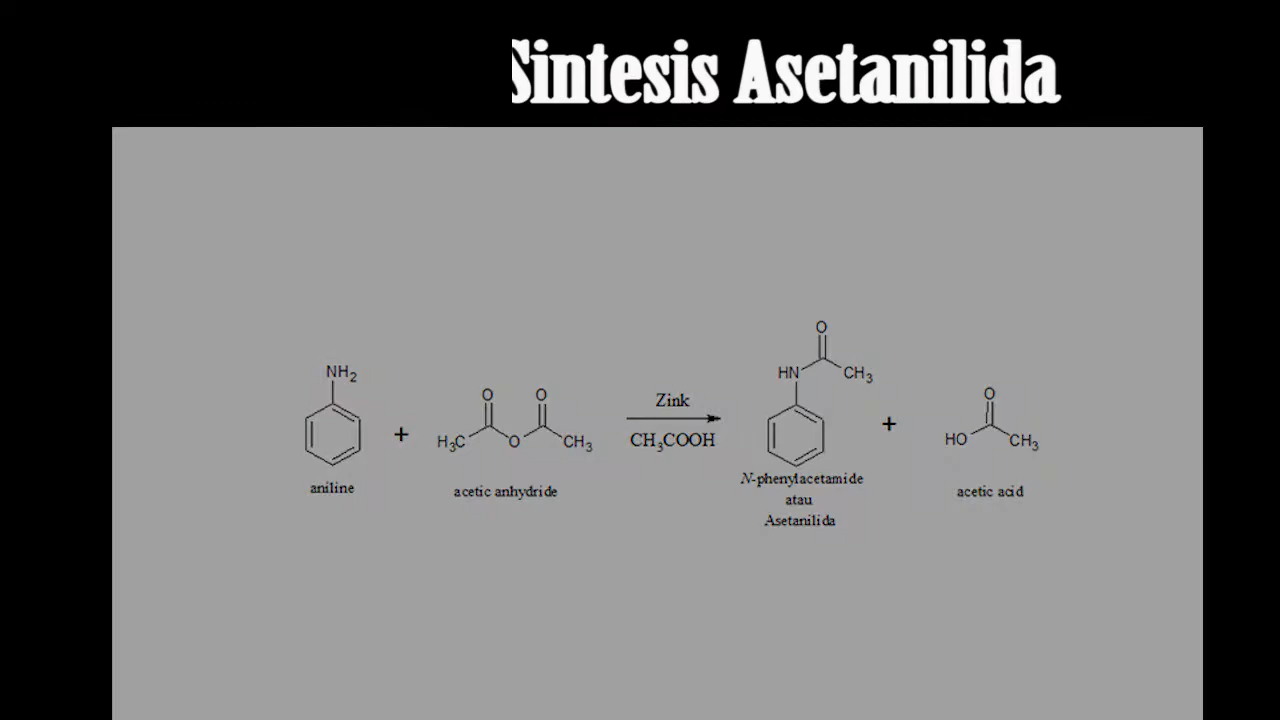 Sintesis Asetanilida
NH2
+
O O
H3C O CH3
Zink
CH3COOH
O
HN CH3
+
O
HO CH3
aniline
acetic anhydride
N-phenylacetamide
atau
Asetanilida
acetic acid